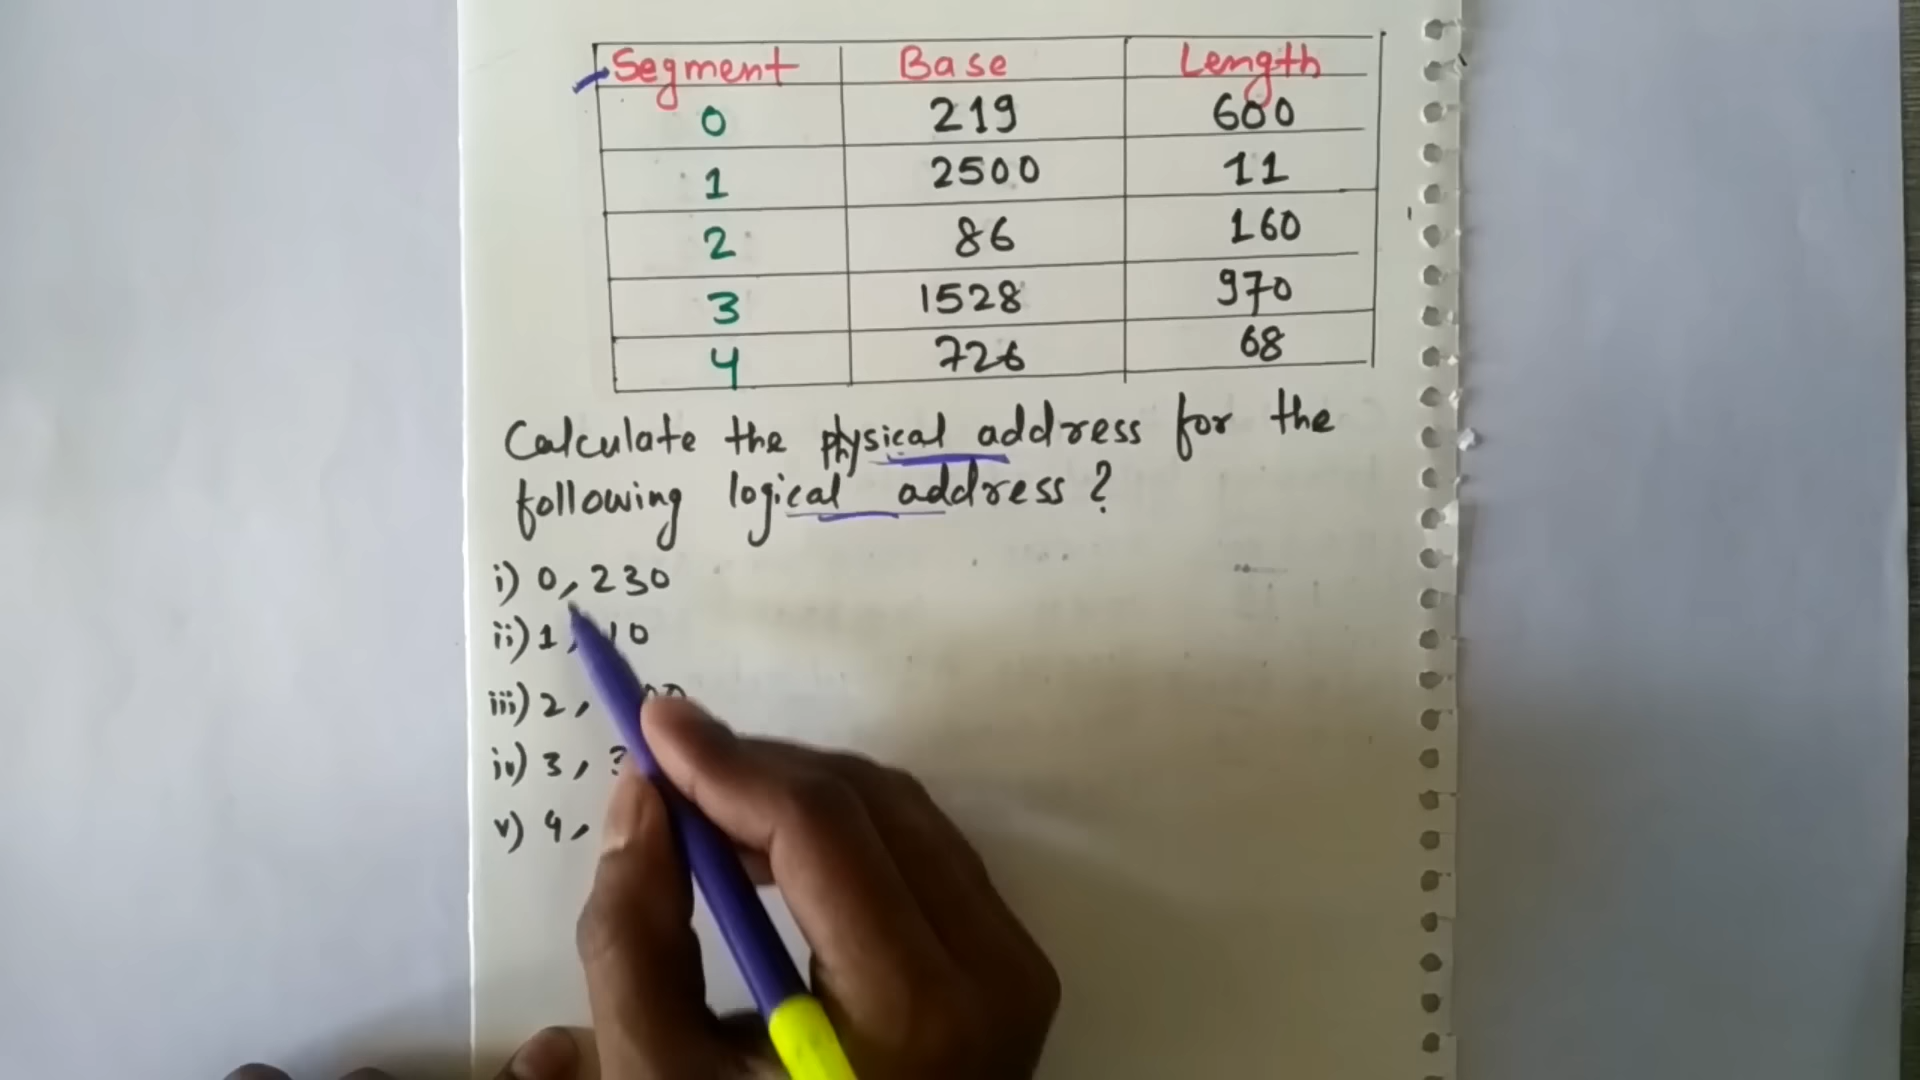 Segment Base Length
0 219 600
1 2500 11
2 86 160
3 1528 970
4 726 68
Calculate the physical address for the
following logical address?
i) 0, 230
ii) 1, 10
iii) 2,
iv) 3,
v) 4,